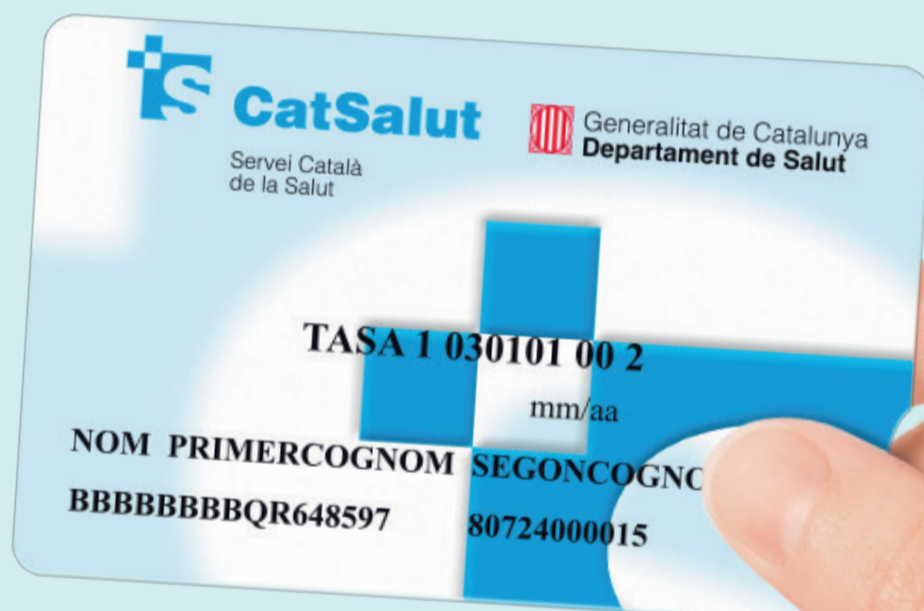 CatSalut
Servei Català
de la Salut
Generalitat de Catalunya
Departament de Salut
TASA 1 030101 00 2
mm/aa
NOM PRIMERCOGNOM SEGONCOGNO
BBBBBBBBQR648597 80724000015